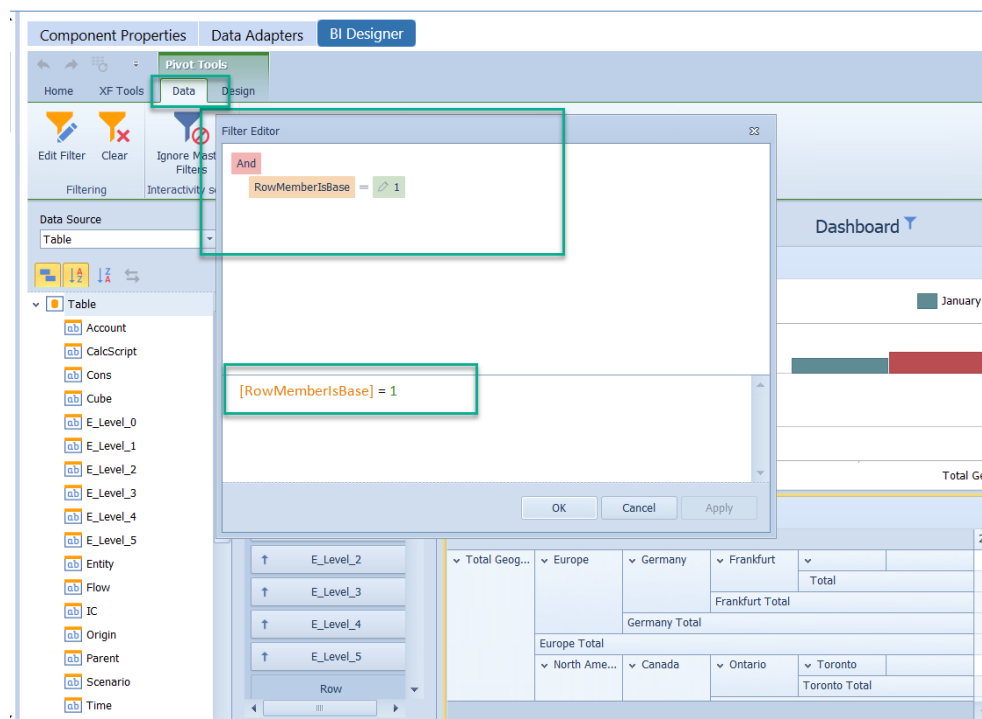 Component Properties Data Adapters BI Designer
Pivot Tools
Home XF Tools Data Design
Edit Filter Clear Ignore Mast
Filters
Filtering Interactivity s
Filter Editor
And
RowMemberIsBase = 1
[RowMemberIsBase] = 1
OK Cancel Apply
Data Source
Table
Table
Account
CalcScript
Cons
Cube
E_Level_0
E_Level_1
E_Level_2
E_Level_3
E_Level_4
E_Level_5
Entity
Flow
IC
Origin
Parent
Scenario
Time
E_Level_2
E_Level_3
E_Level_4
E_Level_5
Row
Dashboard
January
Total Ge
Total Geog... Europe Germany Frankfurt
Total
Frankfurt Total
Germany Total
Europe Total
North Ame... Canada Ontario Toronto
Toronto Total